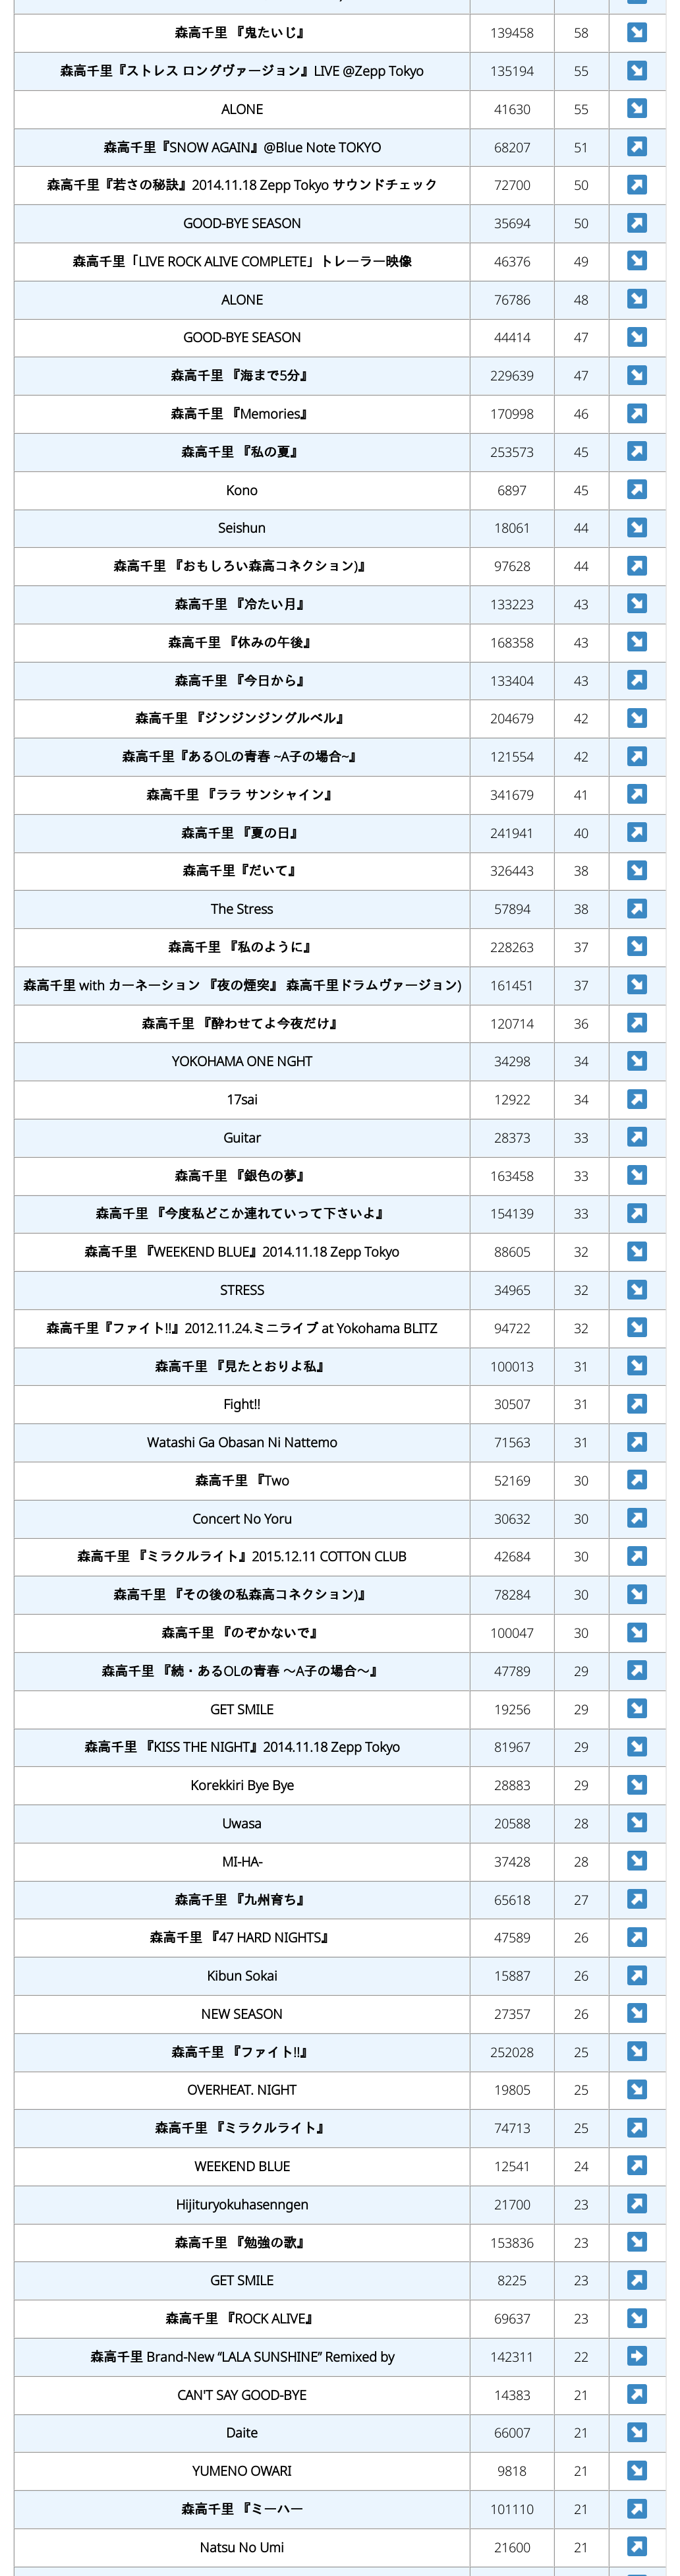 森高千里 『鬼たいじ』 139458 58 ↘
森高千里『ストレス ロングヴァージョン』LIVE @Zepp Tokyo 135194 55 ↘
ALONE 41630 55 ↘
森高千里『SNOW AGAIN』@Blue Note TOKYO 68207 51 ↗
森高千里『若さの秘訣』2014.11.18 Zepp Tokyo サウンドチェック 72700 50 ↗
GOOD-BYE SEASON 35694 50 ↗
森高千里「LIVE ROCK ALIVE COMPLETE」トレーラー映像 46376 49 ↘
ALONE 76786 48 ↘
GOOD-BYE SEASON 44414 47 ↘
森高千里 『海まで5分』 229639 47 ↘
森高千里 『Memories』 170998 46 ↗
森高千里 『私の夏』 253573 45 ↗
Kono 6897 45 ↗
Seishun 18061 44 ↘
森高千里 『おもしろい森高コネクション)』 97628 44 ↗
森高千里 『冷たい月』 133223 43 ↘
森高千里 『休みの午後』 168358 43 ↘
森高千里 『今日から』 133404 43 ↗
森高千里 『ジンジンジングルベル』 204679 42 ↘
森高千里『あるOLの青春 ~A子の場合~』 121554 42 ↗
森高千里 『ララ サンシャイン』 341679 41 ↗
森高千里 『夏の日』 241941 40 ↗
森高千里『だいて』 326443 38 ↘
The Stress 57894 38 ↗
森高千里 『私のように』 228263 37 ↘
森高千里 with カーネーション 『夜の煙突』 森高千里ドラムヴァージョン) 161451 37 ↘
森高千里 『酔わせてよ今夜だけ』 120714 36 ↗
YOKOHAMA ONE NGHT 34298 34 ↘
17sai 12922 34 ↗
Guitar 28373 33 ↗
森高千里 『銀色の夢』 163458 33 ↘
森高千里 『今度私どこか連れていって下さいよ』 154139 33 ↗
森高千里 『WEEKEND BLUE』2014.11.18 Zepp Tokyo 88605 32 ↘
STRESS 34965 32 ↘
森高千里『ファイト!!』2012.11.24.ミニライブ at Yokohama BLITZ 94722 32 ↘
森高千里 『見たとおりよ私』 100013 31 ↘
Fight!! 30507 31 ↗
Watashi Ga Obasan Ni Nattemo 71563 31 ↗
森高千里 『Two 52169 30 ↗
Concert No Yoru 30632 30 ↗
森高千里 『ミラクルライト』2015.12.11 COTTON CLUB 42684 30 ↗
森高千里 『その後の私森高コネクション)』 78284 30 ↘
森高千里 『のぞかないで』 100047 30 ↘
森高千里 『続・あるOLの青春 〜A子の場合〜』 47789 29 ↗
GET SMILE 19256 29 ↘
森高千里 『KISS THE NIGHT』2014.11.18 Zepp Tokyo 81967 29 ↘
Korekkiri Bye Bye 28883 29 ↘
Uwasa 20588 28 ↘
MI-HA- 37428 28 ↘
森高千里 『九州育ち』 65618 27 ↗
森高千里 『47 HARD NIGHTS』 47589 26 ↗
Kibun Sokai 15887 26 ↗
NEW SEASON 27357 26 ↘
森高千里 『ファイト!!』 252028 25 ↘
OVERHEAT. NIGHT 19805 25 ↘
森高千里 『ミラクルライト』 74713 25 ↗
WEEKEND BLUE 12541 24 ↗
Hijituryokuhasenngen 21700 23 ↗
森高千里 『勉強の歌』 153836 23 ↘
GET SMILE 8225 23 ↗
森高千里 『ROCK ALIVE』 69637 23 ↘
森高千里 Brand-New “LALA SUNSHINE” Remixed by 142311 22 →
CAN'T SAY GOOD-BYE 14383 21 ↗
Daite 66007 21 ↘
YUMENO OWARI 9818 21 ↘
森高千里 『ミーハー 101110 21 ↗
Natsu No Umi 21600 21 ↗